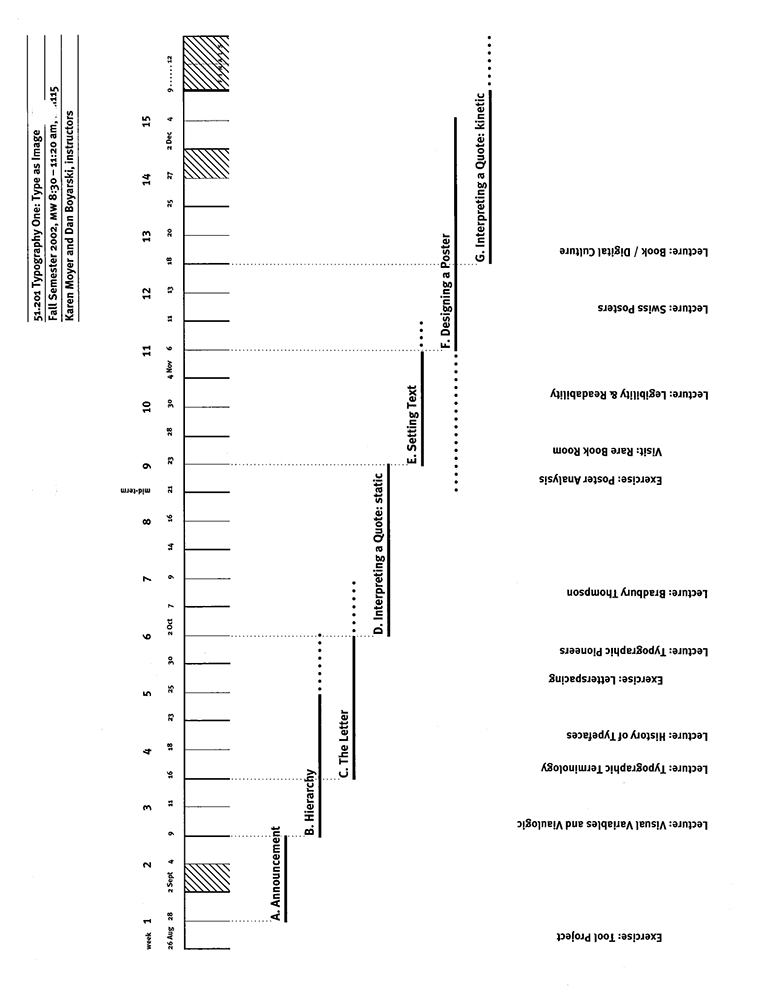 51.201 Typography One: Type as Image
Fall Semester 2002, MW 8:30 – 11:20 am, 115
Karen Moyer and Dan Boyarski, instructors
week 1 2 3 4 5 6 7 8 9 10 11 12 13 14 15
mid-term
26 Aug 28 2 Sept 4 9 11 16 18 23 25 30 2 Oct 7 9 14 16 21 23 28 30 4 Nov 6 11 13 18 20 25 27 2 Dec 4 9 ...... 12
A. Announcement
B. Hierarchy
C. The Letter
D. Interpreting a Quote: static
E. Setting Text
F. Designing a Poster
G. Interpreting a Quote: kinetic
Exercise: Tool Project
Lecture: Visual Variables and Viaulogic
Lecture: Typographic Terminology
Lecture: History of Typefaces
Exercise: Letterspacing
Lecture: Typographic Pioneers
Lecture: Bradbury Thompson
Exercise: Poster Analysis
Visit: Rare Book Room
Lecture: Legibility & Readability
Lecture: Swiss Posters
Lecture: Book / Digital Culture